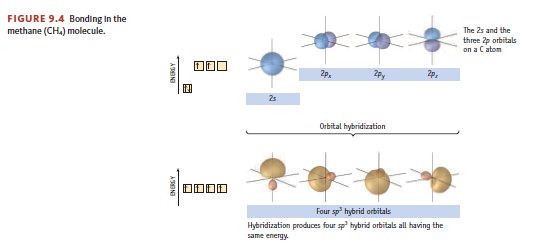 FIGURE 9.4 Bonding in the
methane (CH₄) molecule.
The 2s and the
three 2p orbitals
on a C atom
ENERGY
2s
2pₓ
2pᵧ
2p_z
Orbital hybridization
ENERGY
Four sp³ hybrid orbitals
Hybridization produces four sp³ hybrid orbitals all having the
same energy.